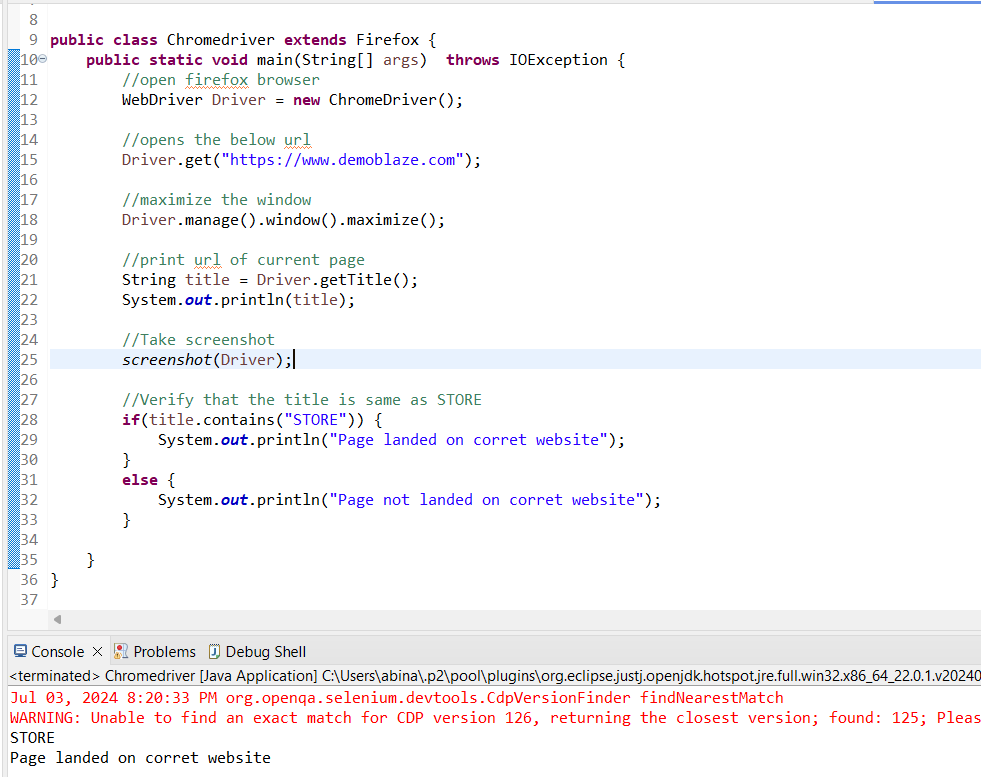 8
9 public class Chromedriver extends Firefox {
10 public static void main(String[] args)  throws IOException {
11 //open firefox browser
12 WebDriver Driver = new ChromeDriver();
13
14 //opens the below url
15 Driver.get("https://www.demoblaze.com");
16
17 //maximize the window
18 Driver.manage().window().maximize();
19
20 //print url of current page
21 String title = Driver.getTitle();
22 System.out.println(title);
23
24 //Take screenshot
25 screenshot(Driver);
26
27 //Verify that the title is same as STORE
28 if(title.contains("STORE")) {
29 System.out.println("Page landed on corret website");
30 }
31 else {
32 System.out.println("Page not landed on corret website");
33 }
34
35 }
36 }
37
Console Problems Debug Shell
<terminated> Chromedriver [Java Application] C:\Users\abina\.p2\pool\plugins\org.eclipse.justj.openjdk.hotspot.jre.full.win32.x86_64_22.0.1.v20240
Jul 03, 2024 8:20:33 PM org.openqa.selenium.devtools.CdpVersionFinder findNearestMatch
WARNING: Unable to find an exact match for CDP version 126, returning the closest version; found: 125; Pleas
STORE
Page landed on corret website